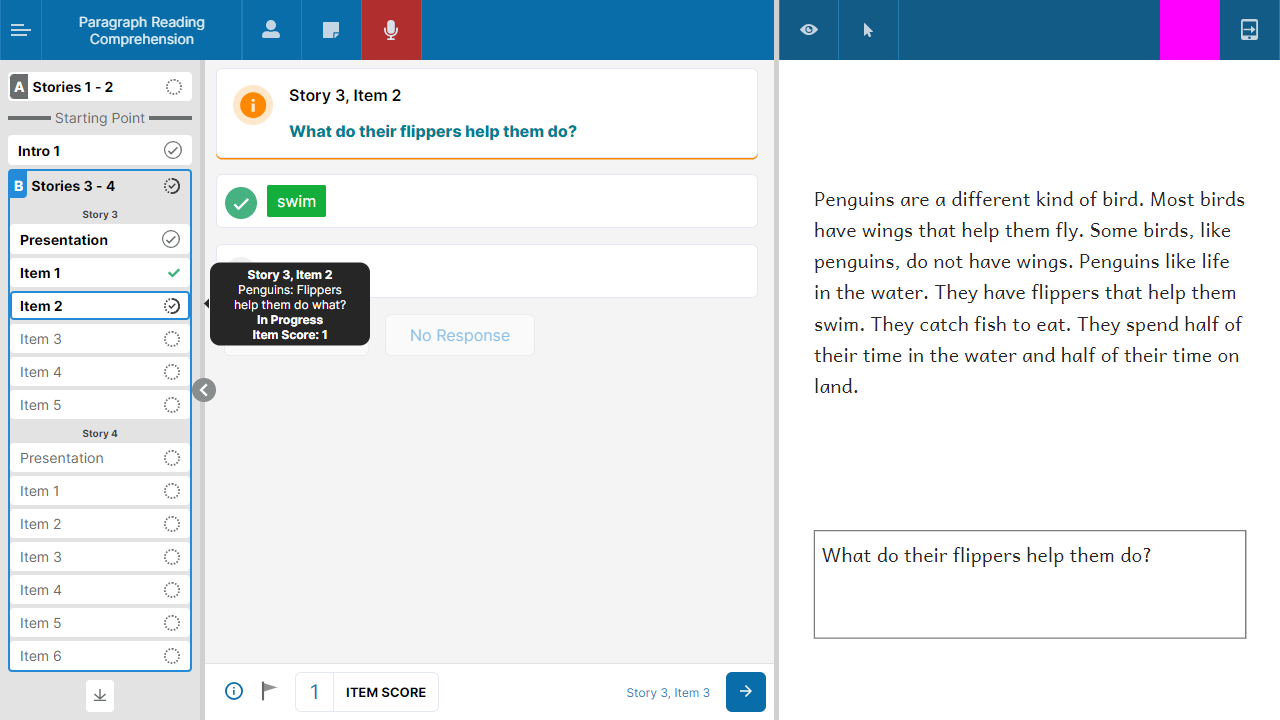 Paragraph Reading
Comprehension
A Stories 1 - 2
Starting Point
Intro 1
B Stories 3 - 4
Story 3
Presentation
Item 1
Item 2
Item 3
Item 4
Item 5
Story 4
Presentation
Item 1
Item 2
Item 3
Item 4
Item 5
Item 6
Story 3, Item 2
What do their flippers help them do?
swim
Story 3, Item 2
Penguins: Flippers
help them do what?
In Progress
Item Score: 1
No Response
1 ITEM SCORE
Story 3, Item 3
Penguins are a different kind of bird. Most birds
have wings that help them fly. Some birds, like
penguins, do not have wings. Penguins like life
in the water. They have flippers that help them
swim. They catch fish to eat. They spend half of
their time in the water and half of their time on
land.
What do their flippers help them do?